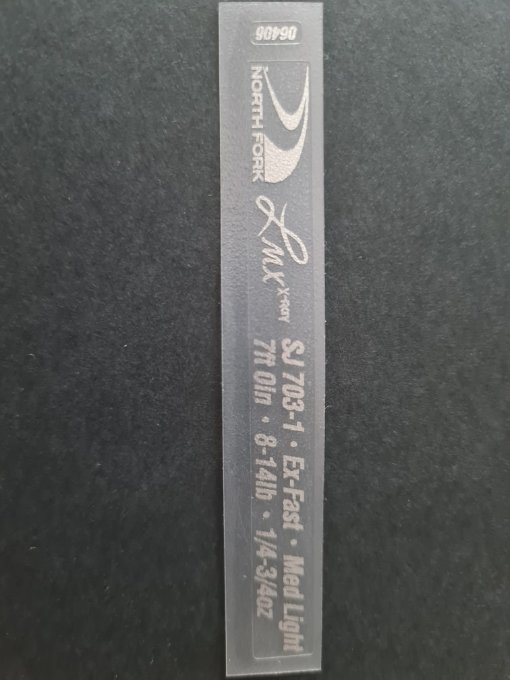 06406
NORTH FORK
Lmx X-RAY
SJ 703-1 • Ex-Fast • Med Light
7ft 0in • 8-14lb • 1/4-3/4oz